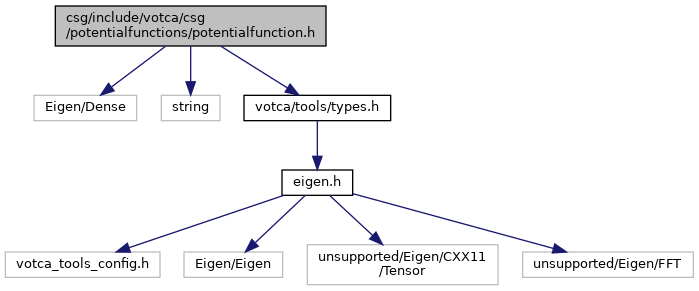 csg/include/votca/csg
/potentialfunctions/potentialfunction.h
Eigen/Dense
string
votca/tools/types.h
eigen.h
votca_tools_config.h
Eigen/Eigen
unsupported/Eigen/CXX11
/Tensor
unsupported/Eigen/FFT